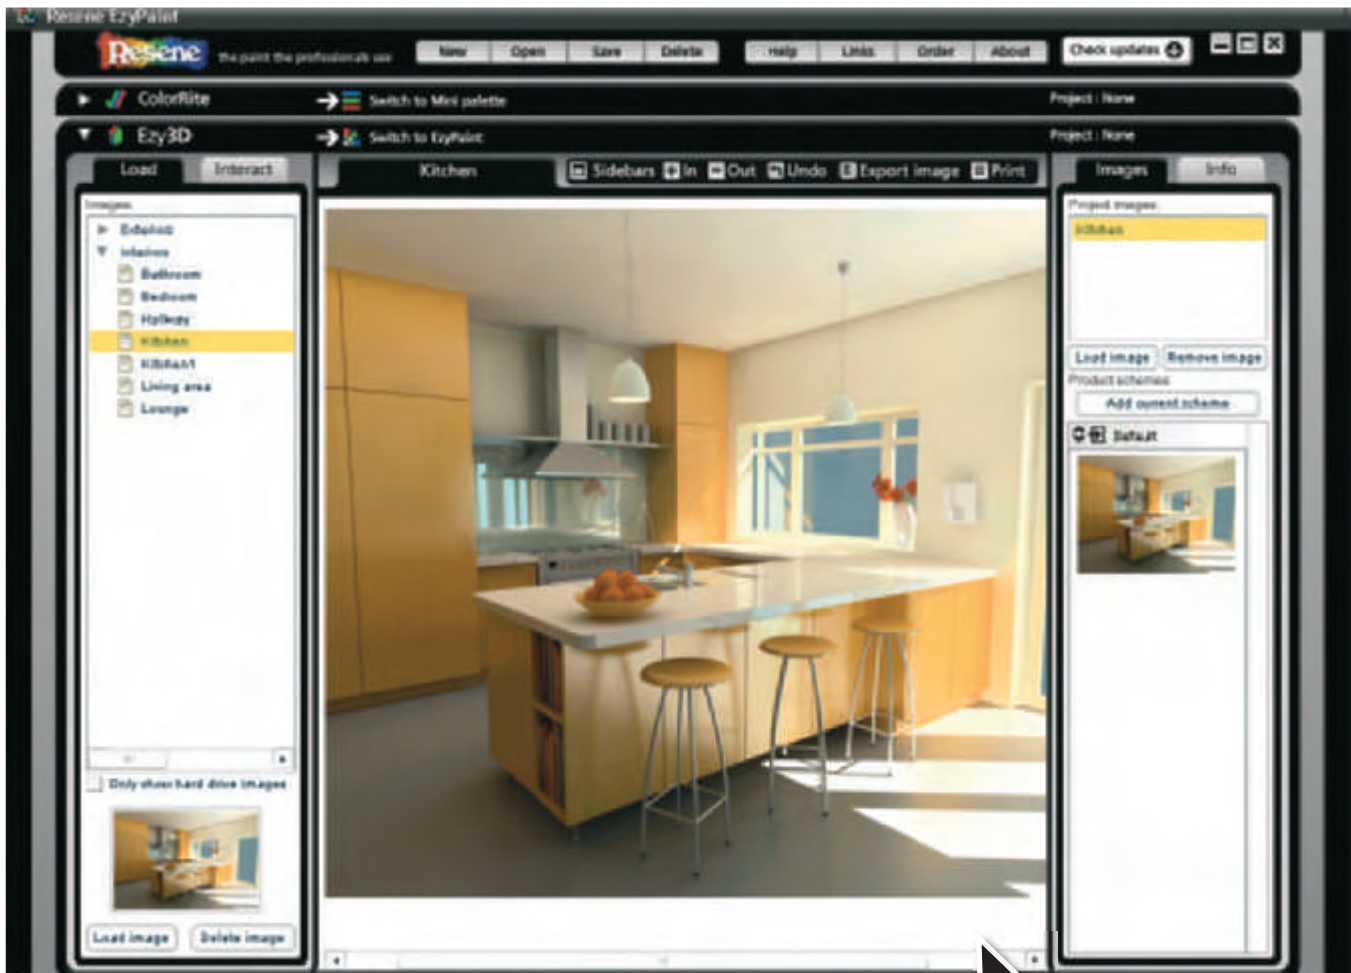 Resene EzyPaint
Resene the paint the professionals use New Open Save Delete Help Links Order About Check updates
ColorRite Switch to Mini palette Project : None
Ezy3D Switch to EzyPaint Project : None
Load Interact Kitchen Sidebars In Out Undo Export image Print Images Info
Images Project images:
Exteriors Kitchen
Interiors
Bathroom
Bedroom
Hallway
Kitchen
Kitchen1 Load image Remove image
Living area Product schemes
Lounge Add current scheme
Default
Only show hard drive images
Load image Delete image